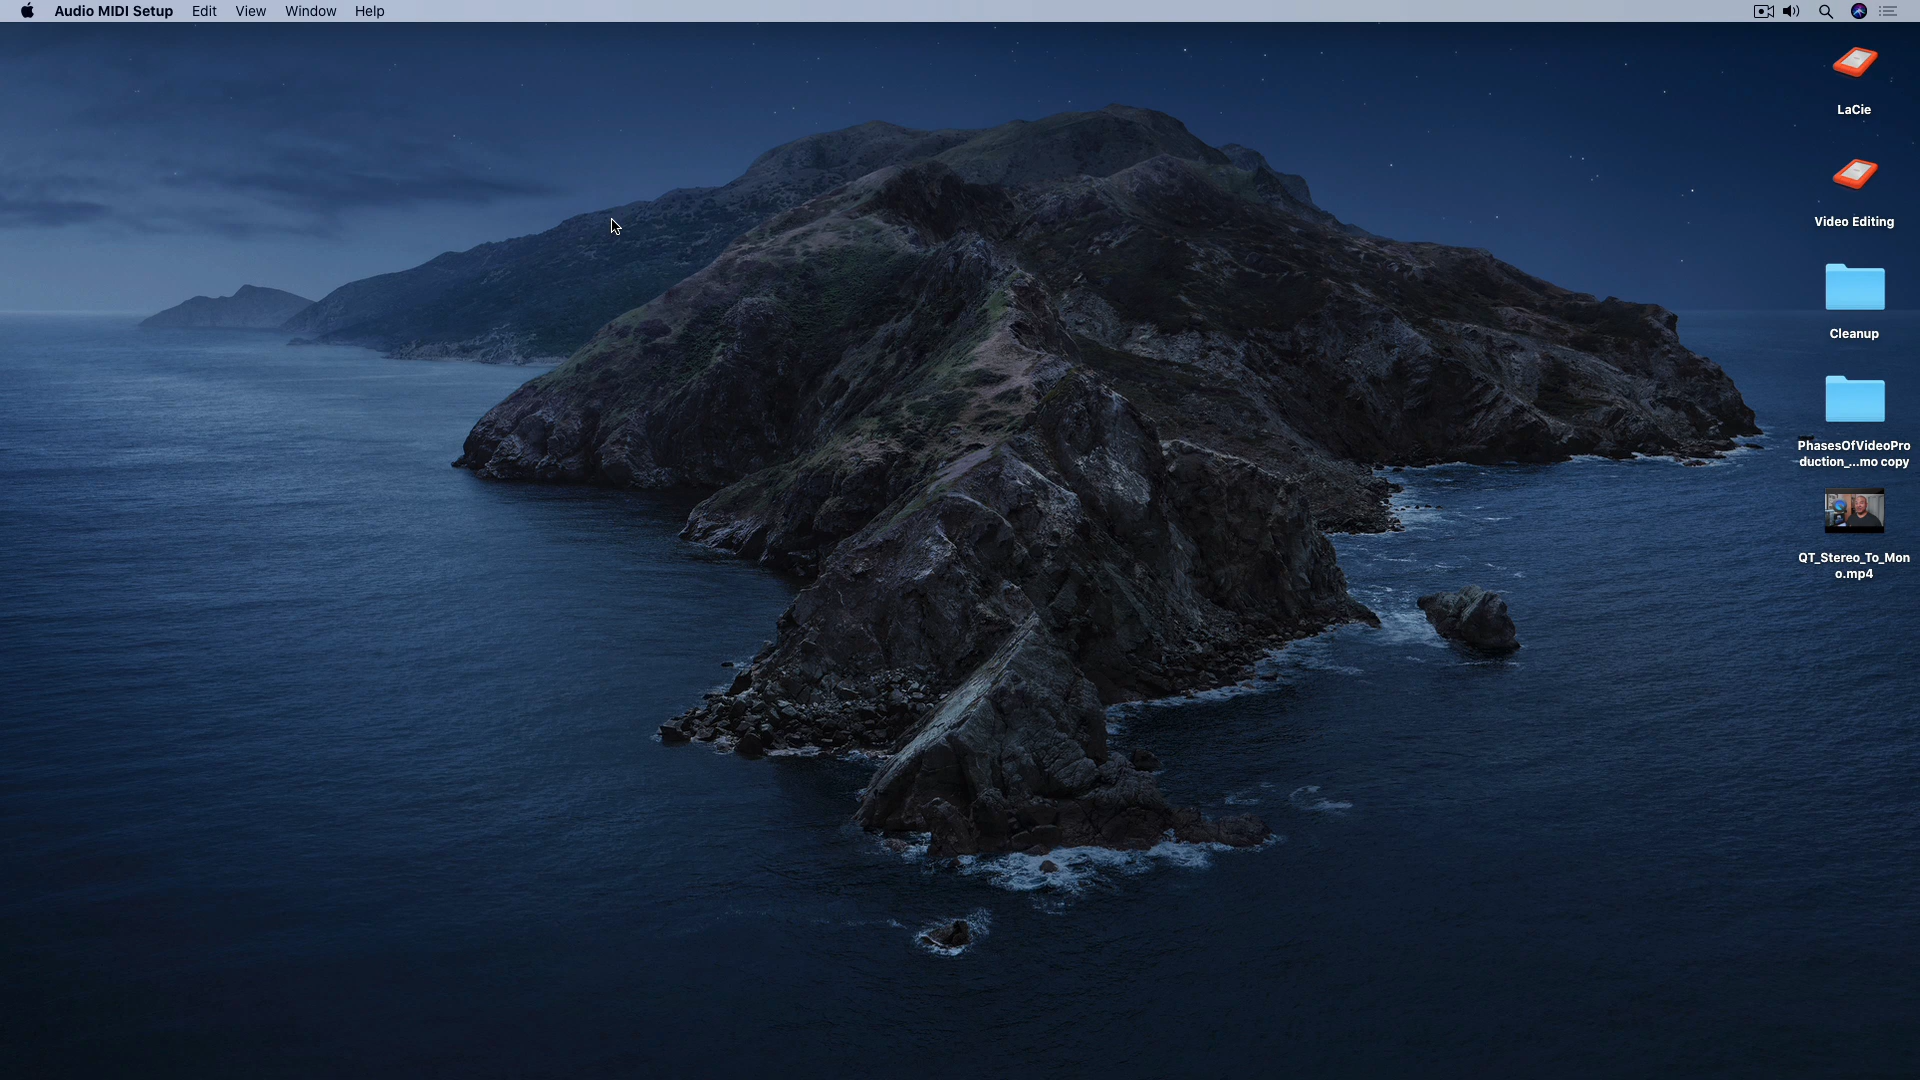 Audio MIDI Setup Edit View Window Help
LaCie
Video Editing
Cleanup
PhasesOfVideoPro
duction_...mo copy
QT_Stereo_To_Mon
o.mp4